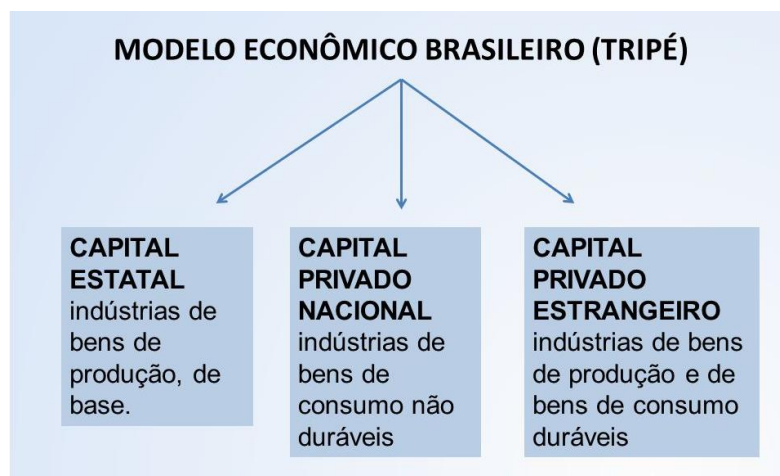 MODELO ECONÔMICO BRASILEIRO (TRIPÉ)
CAPITAL
ESTATAL
indústrias de
bens de
produção, de
base.
CAPITAL
PRIVADO
NACIONAL
indústrias de
bens de
consumo não
duráveis
CAPITAL
PRIVADO
ESTRANGEIRO
indústrias de bens
de produção e de
bens de consumo
duráveis